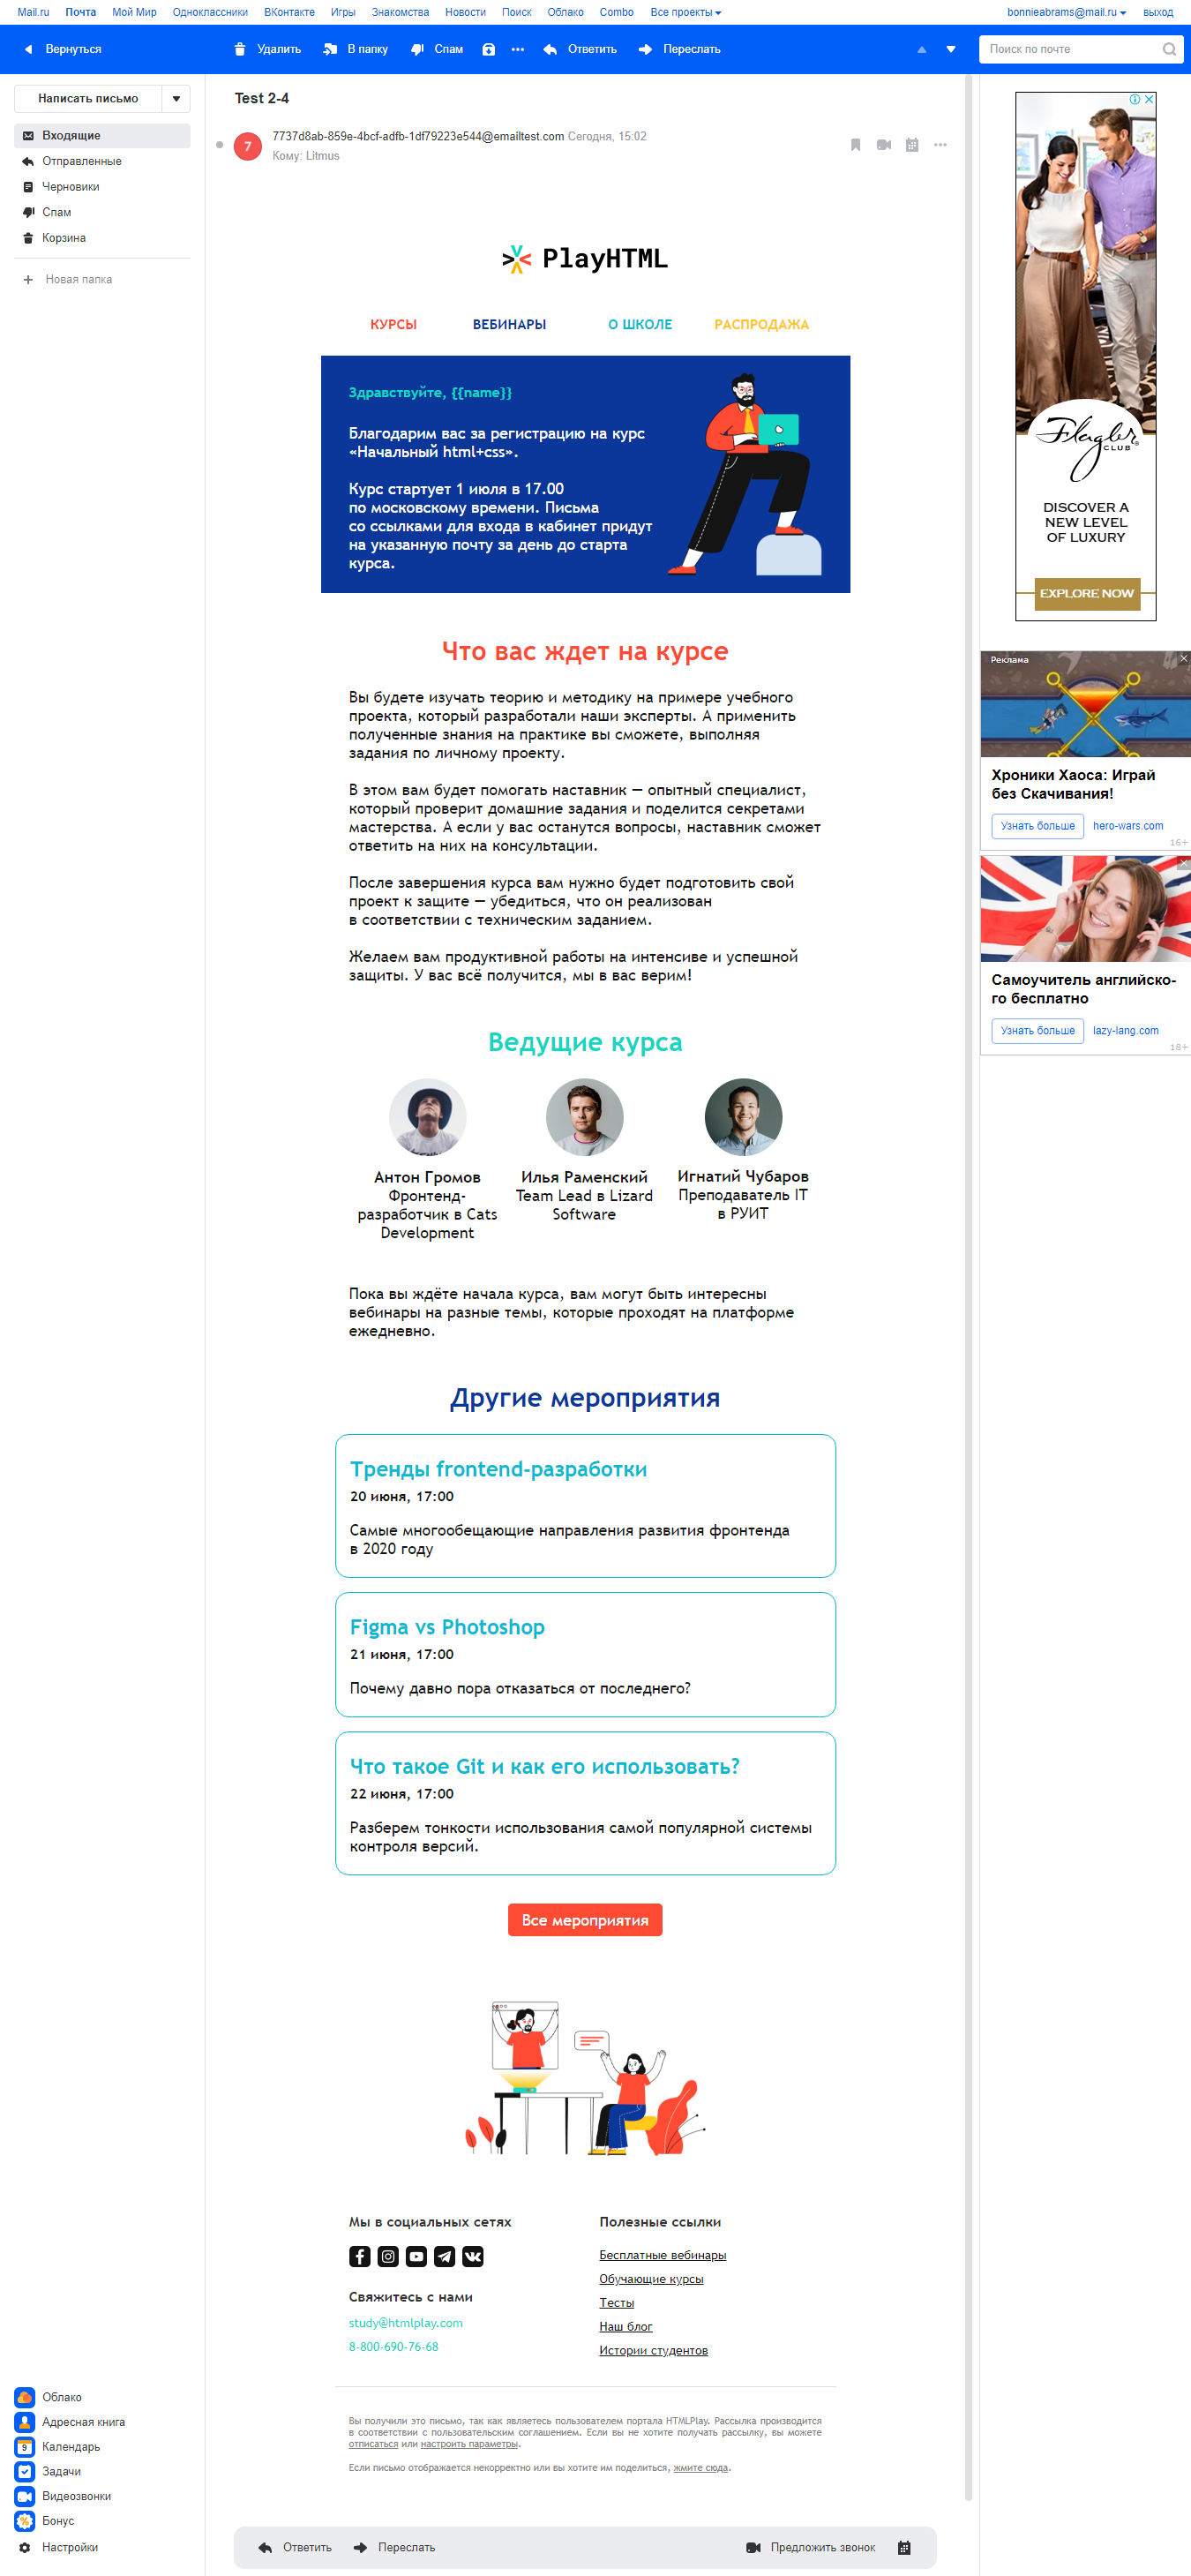 Mail.ru Почта Мой Мир Одноклассники ВКонтакте Игры Знакомства Новости Поиск Облако Combo Все проекты bonnieabrams@mail.ru выход
Вернуться Удалить В папку Спам Ответить Переслать Поиск по почте
Написать письмо
Входящие
Отправленные
Черновики
Спам
Корзина
Новая папка
Test 2-4
7
7737d8ab-859e-4bcf-adfb-1df79223e544@emailtest.com Сегодня, 15:02
Кому: Litmus
PlayHTML
КУРСЫ ВЕБИНАРЫ О ШКОЛЕ РАСПРОДАЖА
Здравствуйте, {{name}}
Благодарим вас за регистрацию на курс
«Начальный html+css».
Курс стартует 1 июля в 17.00
по московскому времени. Письма
со ссылками для входа в кабинет придут
на указанную почту за день до старта
курса.
Что вас ждет на курсе
Вы будете изучать теорию и методику на примере учебного
проекта, который разработали наши эксперты. А применить
полученные знания на практике вы сможете, выполняя
задания по личному проекту.
В этом вам будет помогать наставник — опытный специалист,
который проверит домашние задания и поделится секретами
мастерства. А если у вас останутся вопросы, наставник сможет
ответить на них на консультации.
После завершения курса вам нужно будет подготовить свой
проект к защите — убедиться, что он реализован
в соответствии с техническим заданием.
Желаем вам продуктивной работы на интенсиве и успешной
защиты. У вас всё получится, мы в вас верим!
Ведущие курса
Антон Громов
Фронтенд-
разработчик в Cats
Development
Илья Раменский
Team Lead в Lizard
Software
Игнатий Чубаров
Преподаватель IT
в РУИТ
Пока вы ждёте начала курса, вам могут быть интересны
вебинары на разные темы, которые проходят на платформе
ежедневно.
Другие мероприятия
Тренды frontend-разработки
20 июня, 17:00
Самые многообещающие направления развития фронтенда
в 2020 году
Figma vs Photoshop
21 июня, 17:00
Почему давно пора отказаться от последнего?
Что такое Git и как его использовать?
22 июня, 17:00
Разберем тонкости использования самой популярной системы
контроля версий.
Все мероприятия
Мы в социальных сетях
Свяжитесь с нами
study@htmlplay.com
8-800-690-76-68
Полезные ссылки
Бесплатные вебинары
Обучающие курсы
Тесты
Наш блог
Истории студентов
Вы получили это письмо, так как являетесь пользователем портала HTMLPlay. Рассылка производится
в соответствии с пользовательским соглашением. Если вы не хотите получать рассылку, вы можете
отписаться или настроить параметры.
Если письмо отображается некорректно или вы хотите им поделиться, жмите сюда.
Ответить Переслать Предложить звонок
Flagler
CLUB
DISCOVER A
NEW LEVEL
OF LUXURY
EXPLORE NOW
Реклама
Хроники Хаоса: Играй
без Скачивания!
Узнать больше hero-wars.com
16+
Самоучитель английско-
го бесплатно
Узнать больше lazy-lang.com
18+
Облако
Адресная книга
9
Календарь
Задачи
Видеозвонки
Бонус
Настройки